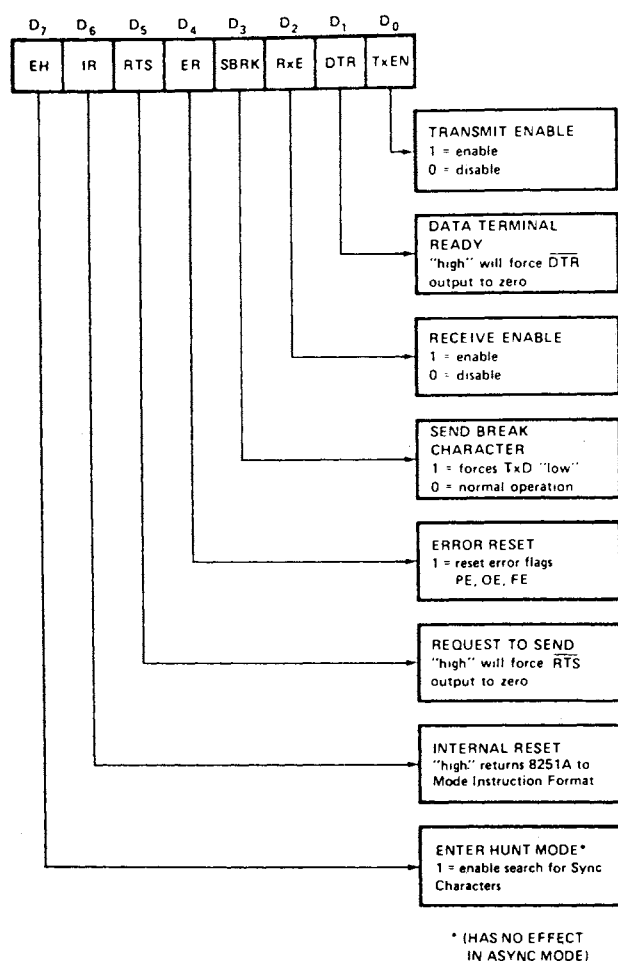 D7 D6 D5 D4 D3 D2 D1 D0
EH IR RTS ER SBRK RxE DTR TxEN
TRANSMIT ENABLE
1 = enable
0 = disable
DATA TERMINAL
READY
"high" will force D̅T̅R̅
output to zero
RECEIVE ENABLE
1 = enable
0 = disable
SEND BREAK
CHARACTER
1 = forces TxD "low"
0 = normal operation
ERROR RESET
1 = reset error flags
PE, OE, FE
REQUEST TO SEND
"high" will force R̅T̅S̅
output to zero
INTERNAL RESET
"high" returns 8251A to
Mode Instruction Format
ENTER HUNT MODE*
1 = enable search for Sync
Characters
* (HAS NO EFFECT
IN ASYNC MODE)